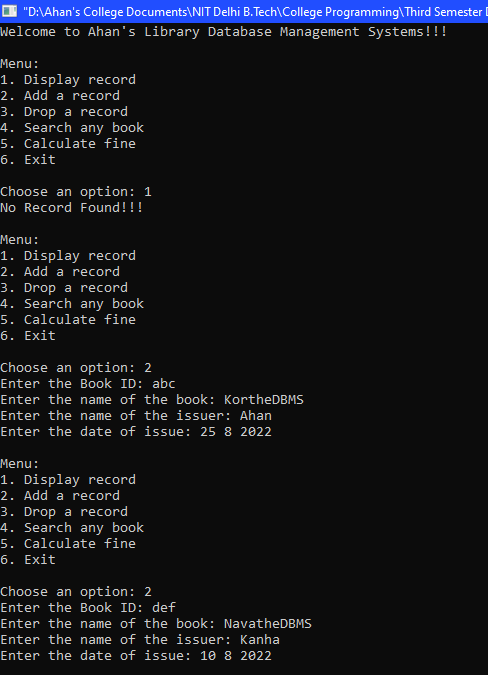 "D:\Ahan's College Documents\NIT Delhi B.Tech\College Programming\Third Semester
Welcome to Ahan's Library Database Management Systems!!!
Menu:
1. Display record
2. Add a record
3. Drop a record
4. Search any book
5. Calculate fine
6. Exit
Choose an option: 1
No Record Found!!!
Menu:
1. Display record
2. Add a record
3. Drop a record
4. Search any book
5. Calculate fine
6. Exit
Choose an option: 2
Enter the Book ID: abc
Enter the name of the book: KortheDBMS
Enter the name of the issuer: Ahan
Enter the date of issue: 25 8 2022
Menu:
1. Display record
2. Add a record
3. Drop a record
4. Search any book
5. Calculate fine
6. Exit
Choose an option: 2
Enter the Book ID: def
Enter the name of the book: NavatheDBMS
Enter the name of the issuer: Kanha
Enter the date of issue: 10 8 2022